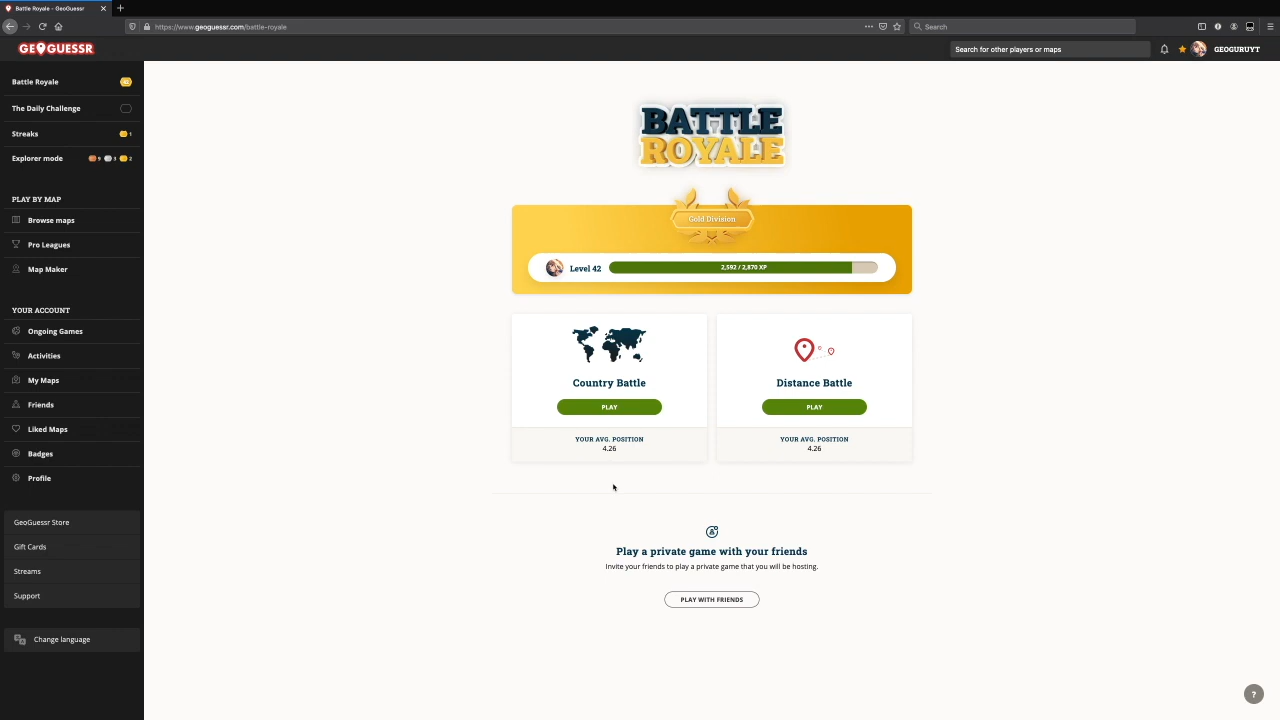 Battle Royale - GeoGuessr
https://www.geoguessr.com/battle-royale
Search
GEOGUESSR
Search for other players or maps
GEOGURUYT
Battle Royale
42
The Daily Challenge
Streaks
1
Explorer mode
9 3 2
PLAY BY MAP
Browse maps
Pro Leagues
Map Maker
YOUR ACCOUNT
Ongoing Games
Activities
My Maps
Friends
Liked Maps
Badges
Profile
GeoGuessr Store
Gift Cards
Streams
Support
Change language
BATTLE
ROYALE
Gold Division
Level 42
2,592 / 2,870 XP
Country Battle
PLAY
YOUR AVG. POSITION
4.26
Distance Battle
PLAY
YOUR AVG. POSITION
4.26
Play a private game with your friends
Invite your friends to play a private game that you will be hosting.
PLAY WITH FRIENDS
?